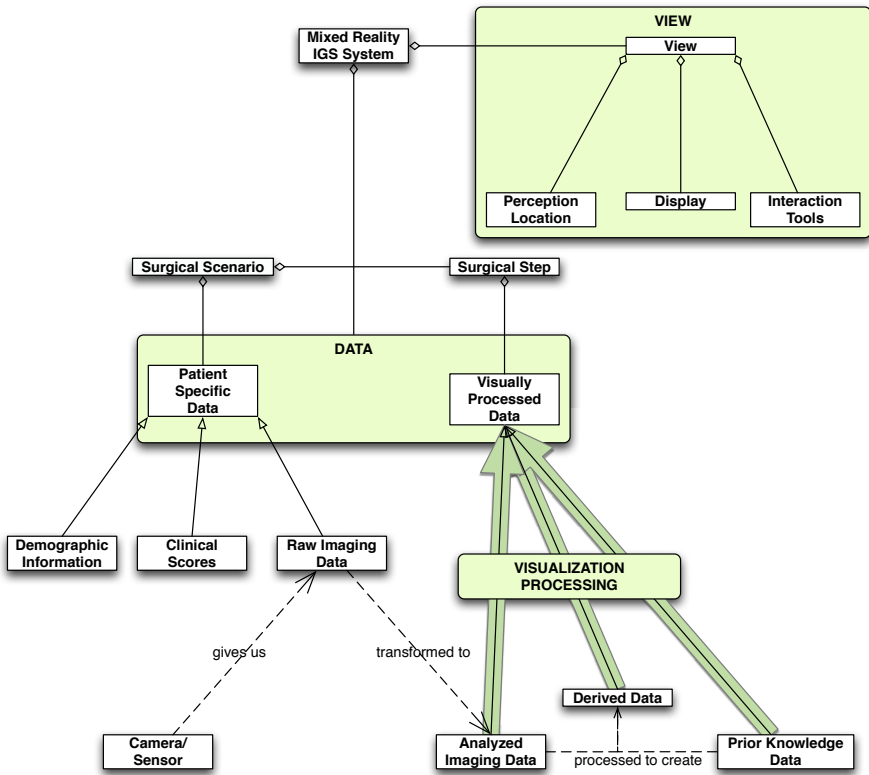 VIEW
Mixed Reality
IGS System
View
Perception
Location
Display
Interaction
Tools
Surgical Scenario
Surgical Step
DATA
Patient
Specific
Data
Visually
Processed
Data
Demographic
Information
Clinical
Scores
Raw Imaging
Data
VISUALIZATION
PROCESSING
gives us
transformed to
Derived Data
Camera/
Sensor
Analyzed
Imaging Data
processed to create
Prior Knowledge
Data